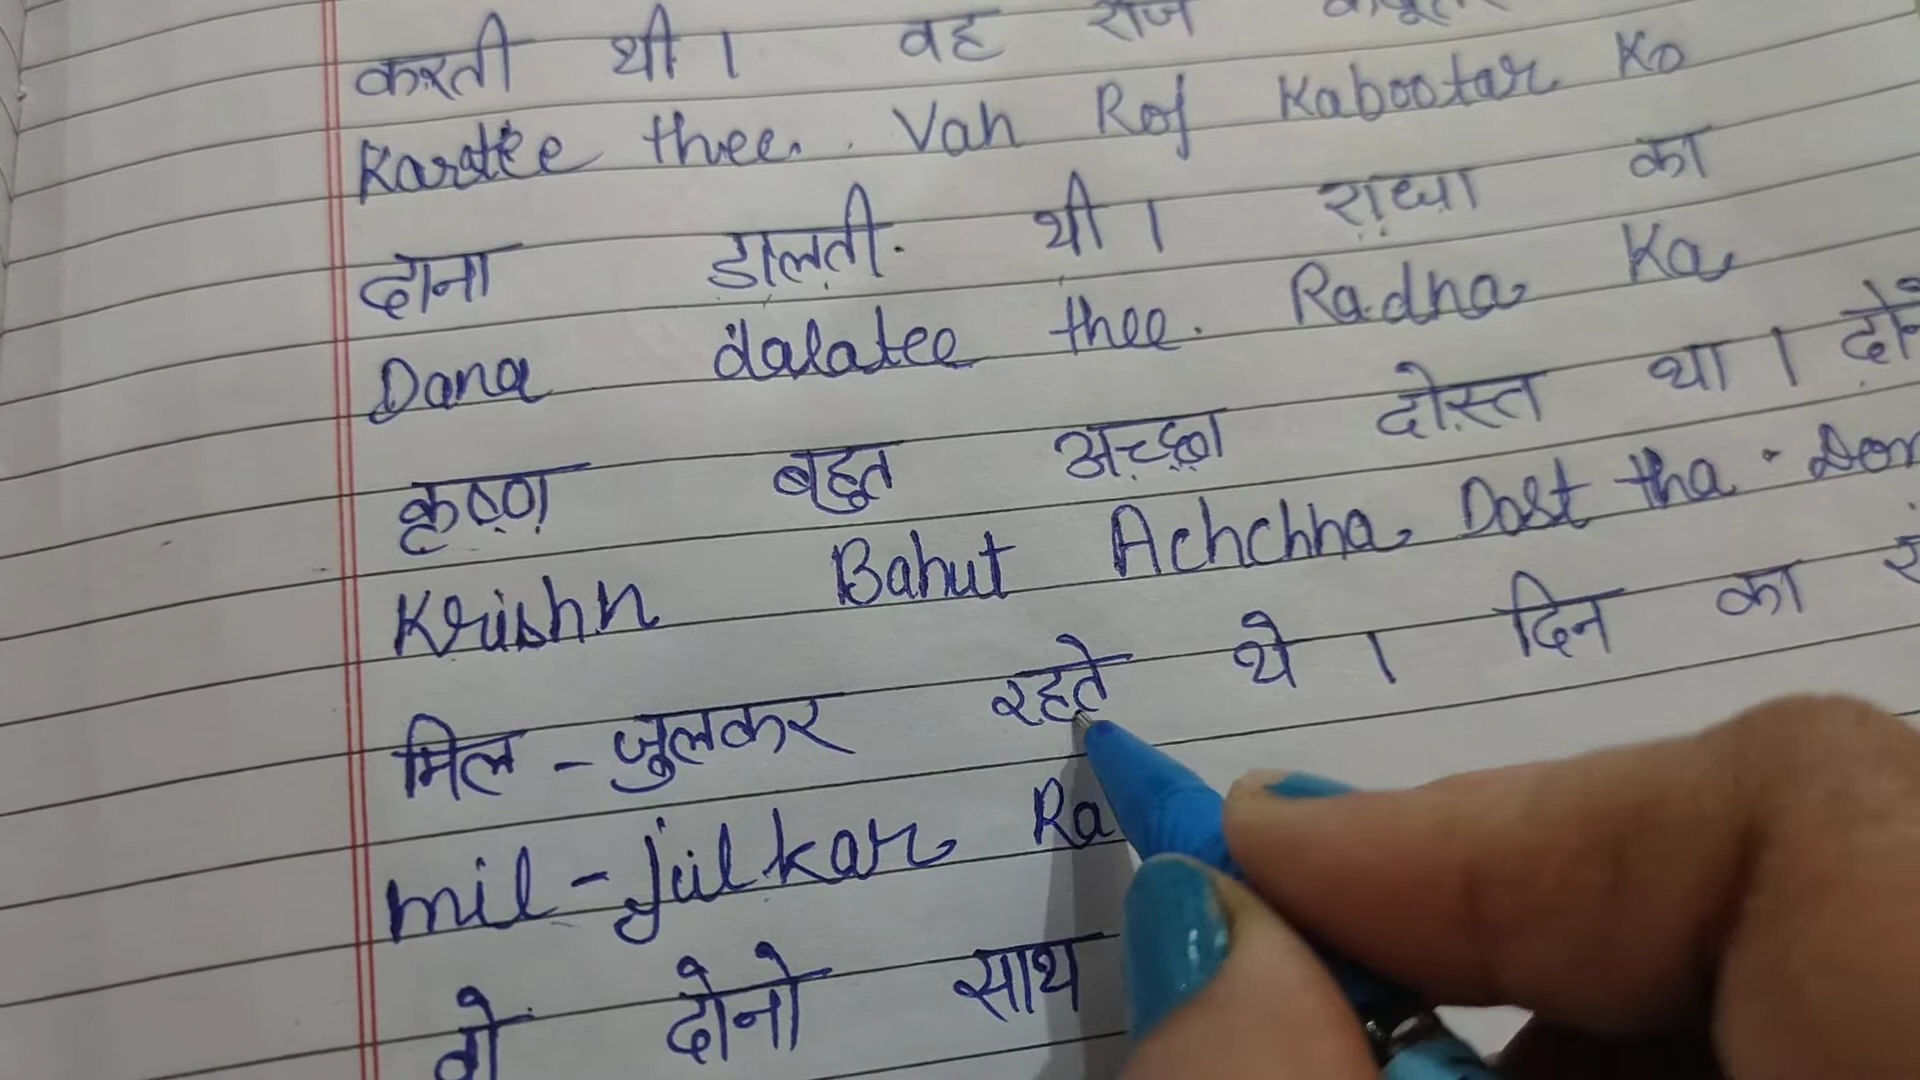 करती थी। वह रोज
Karatee thee. Vah Roj Kabootar Ko
दाना डालती थी। राधा का
Dana dalatee thee. Radha Ka
कृष्ण बहुत अच्छा दोस्त था।
Krishn Bahut Achchha Dost tha.
मिल-जुलकर रहते थे। दिन का
mil-julkar Ra
वो दोनो साथ